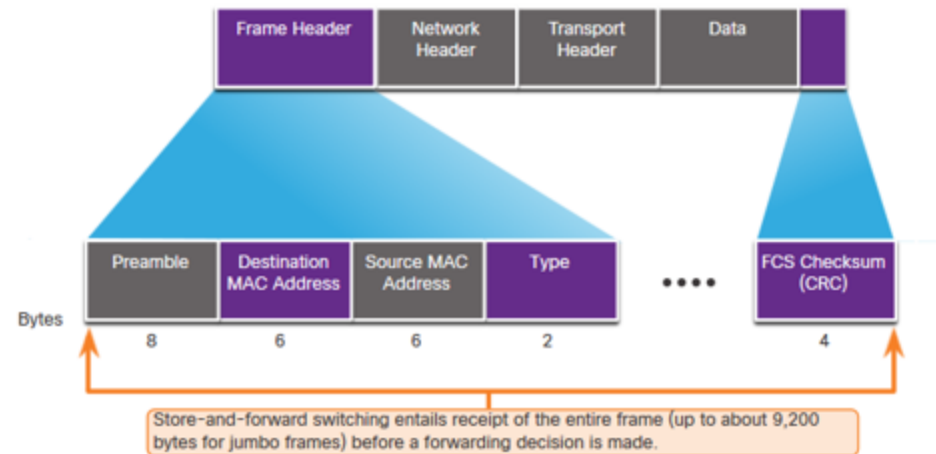 Frame Header
Network
Header
Transport
Header
Data
Preamble
Destination
MAC Address
Source MAC
Address
Type
FCS Checksum
(CRC)
Bytes
8
6
6
2
4
Store-and-forward switching entails receipt of the entire frame (up to about 9,200
bytes for jumbo frames) before a forwarding decision is made.